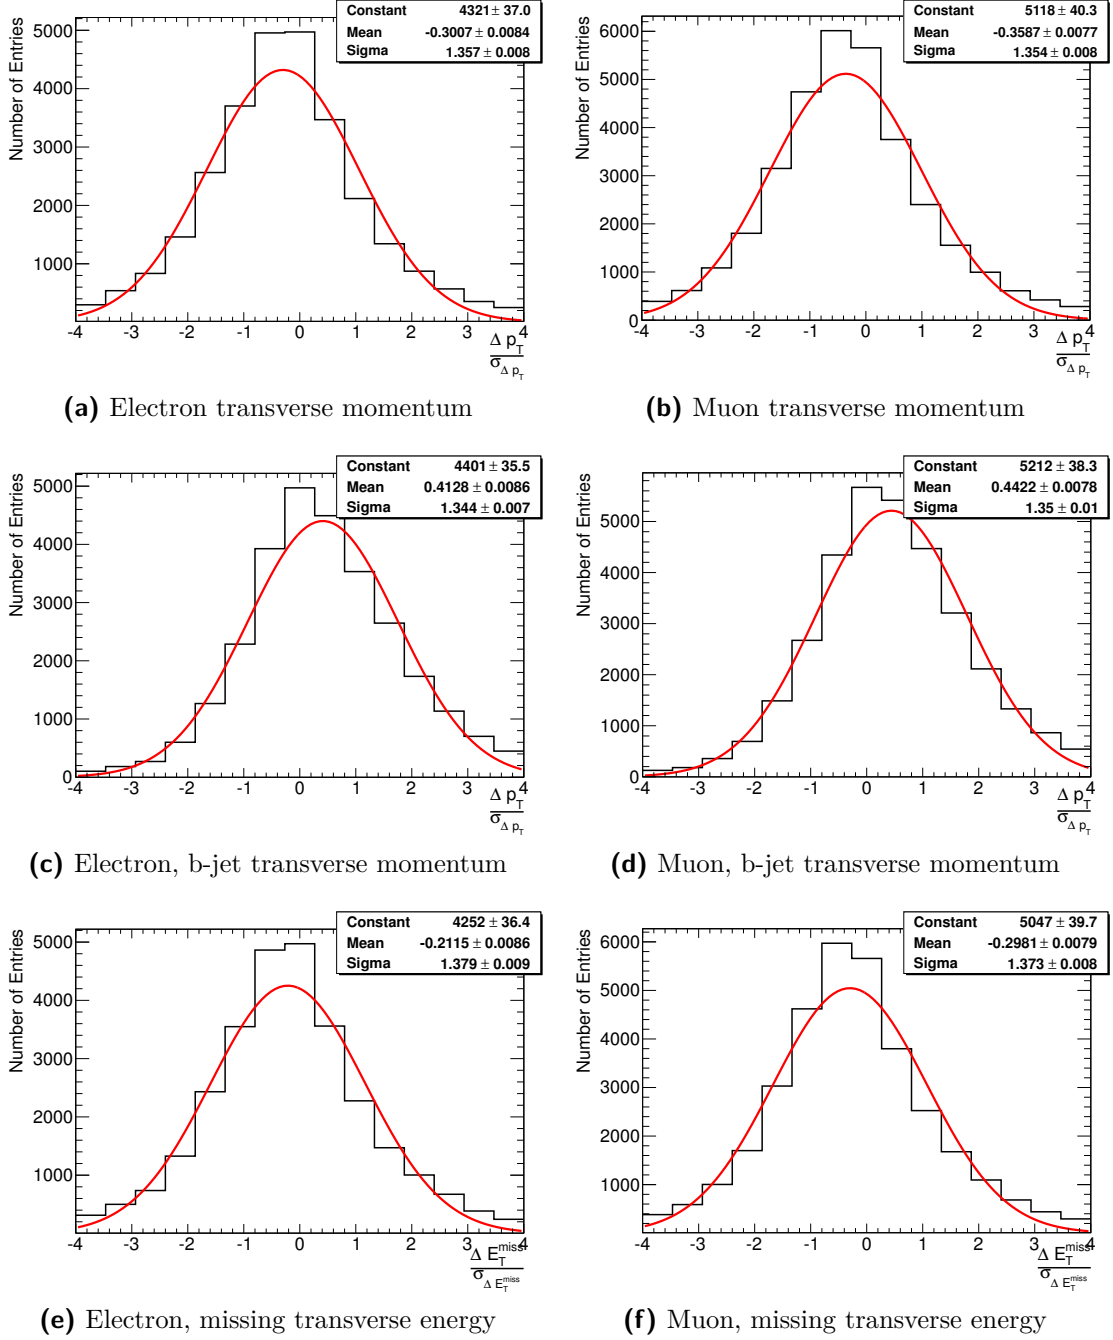 Constant 4321 ± 37.0
Mean -0.3007 ± 0.0084
Sigma 1.357 ± 0.008
Number of Entries
5000
4000
3000
2000
1000
-4 -3 -2 -1 0 1 2 3 4
Δ p_T
σ_Δ p_T
(a) Electron transverse momentum
Constant 5118 ± 40.3
Mean -0.3587 ± 0.0077
Sigma 1.354 ± 0.008
Number of Entries
6000
5000
4000
3000
2000
1000
0
-4 -3 -2 -1 0 1 2 3 4
Δ p_T
σ_Δ p_T
(b) Muon transverse momentum
Constant 4401 ± 35.5
Mean 0.4128 ± 0.0086
Sigma 1.344 ± 0.007
Number of Entries
5000
4000
3000
2000
1000
0
-4 -3 -2 -1 0 1 2 3 4
Δ p_T
σ_Δ p_T
(c) Electron, b-jet transverse momentum
Constant 5212 ± 38.3
Mean 0.4422 ± 0.0078
Sigma 1.35 ± 0.01
Number of Entries
5000
4000
3000
2000
1000
0
-4 -3 -2 -1 0 1 2 3 4
Δ p_T
σ_Δ p_T
(d) Muon, b-jet transverse momentum
Constant 4252 ± 36.4
Mean -0.2115 ± 0.0086
Sigma 1.379 ± 0.009
Number of Entries
5000
4000
3000
2000
1000
-4 -3 -2 -1 0 1 2 3 4
Δ E_T^miss
σ_Δ E_T^miss
(e) Electron, missing transverse energy
Constant 5047 ± 39.7
Mean -0.2981 ± 0.0079
Sigma 1.373 ± 0.008
Number of Entries
6000
5000
4000
3000
2000
1000
-4 -3 -2 -1 0 1 2 3 4
Δ E_T^miss
σ_Δ E_T^miss
(f) Muon, missing transverse energy